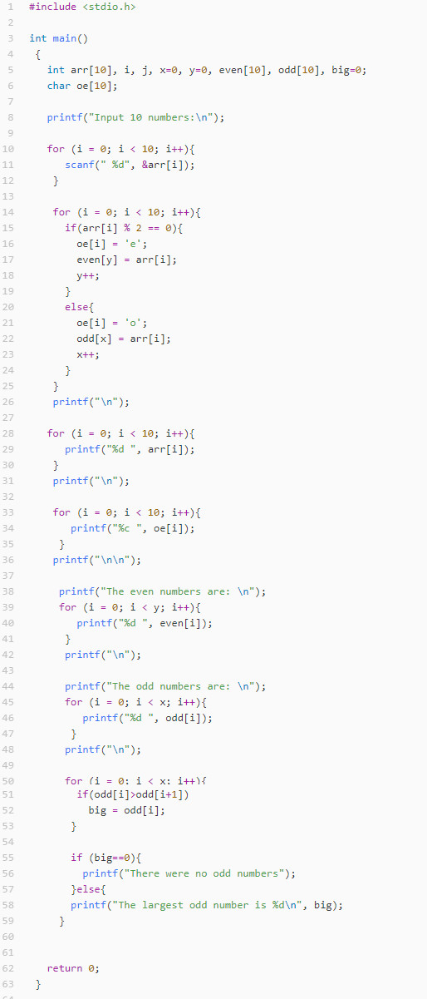 1 #include <stdio.h>
2
3 int main()
4 {
5 int arr[10], i, j, x=0, y=0, even[10], odd[10], big=0;
6 char oe[10];
7
8 printf("Input 10 numbers:\n");
9
10 for (i = 0; i < 10; i++){
11 scanf(" %d", &arr[i]);
12 }
13
14 for (i = 0; i < 10; i++){
15 if(arr[i] % 2 == 0){
16 oe[i] = 'e';
17 even[y] = arr[i];
18 y++;
19 }
20 else{
21 oe[i] = 'o';
22 odd[x] = arr[i];
23 x++;
24 }
25 }
26 printf("\n");
27
28 for (i = 0; i < 10; i++){
29 printf("%d ", arr[i]);
30 }
31 printf("\n");
32
33 for (i = 0; i < 10; i++){
34 printf("%c ", oe[i]);
35 }
36 printf("\n\n");
37
38 printf("The even numbers are: \n");
39 for (i = 0; i < y; i++){
40 printf("%d ", even[i]);
41 }
42 printf("\n");
43
44 printf("The odd numbers are: \n");
45 for (i = 0; i < x; i++){
46 printf("%d ", odd[i]);
47 }
48 printf("\n");
49
50 for (i = 0; i < x; i++){
51 if(odd[i]>odd[i+1])
52 big = odd[i];
53 }
54
55 if (big==0){
56 printf("There were no odd numbers");
57 }else{
58 printf("The largest odd number is %d\n", big);
59 }
60
61
62 return 0;
63 }